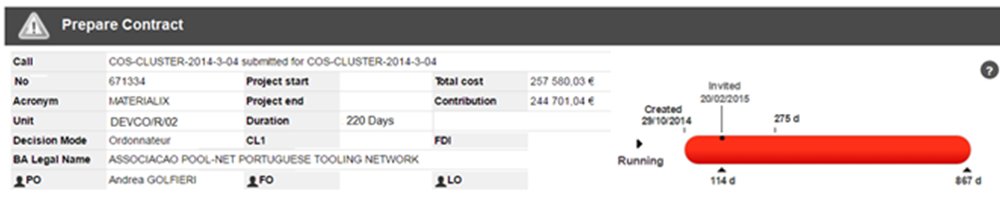 Prepare Contract
Call COS-CLUSTER-2014-3-04 submitted for COS-CLUSTER-2014-3-04
No 671334 Project start Total cost 257 580,03 €
Acronym MATERIALIX Project end Contribution 244 701,04 €
Unit DEVCO/R/02 Duration 220 Days
Decision Mode Ordonnateur CL1 FDI
BA Legal Name ASSOCIACAO POOL-NET PORTUGUESE TOOLING NETWORK
PO Andrea GOLFIERI FO LO
?
Invited
20/02/2015
Created
29/10/2014
275 d
Running
114 d
867 d